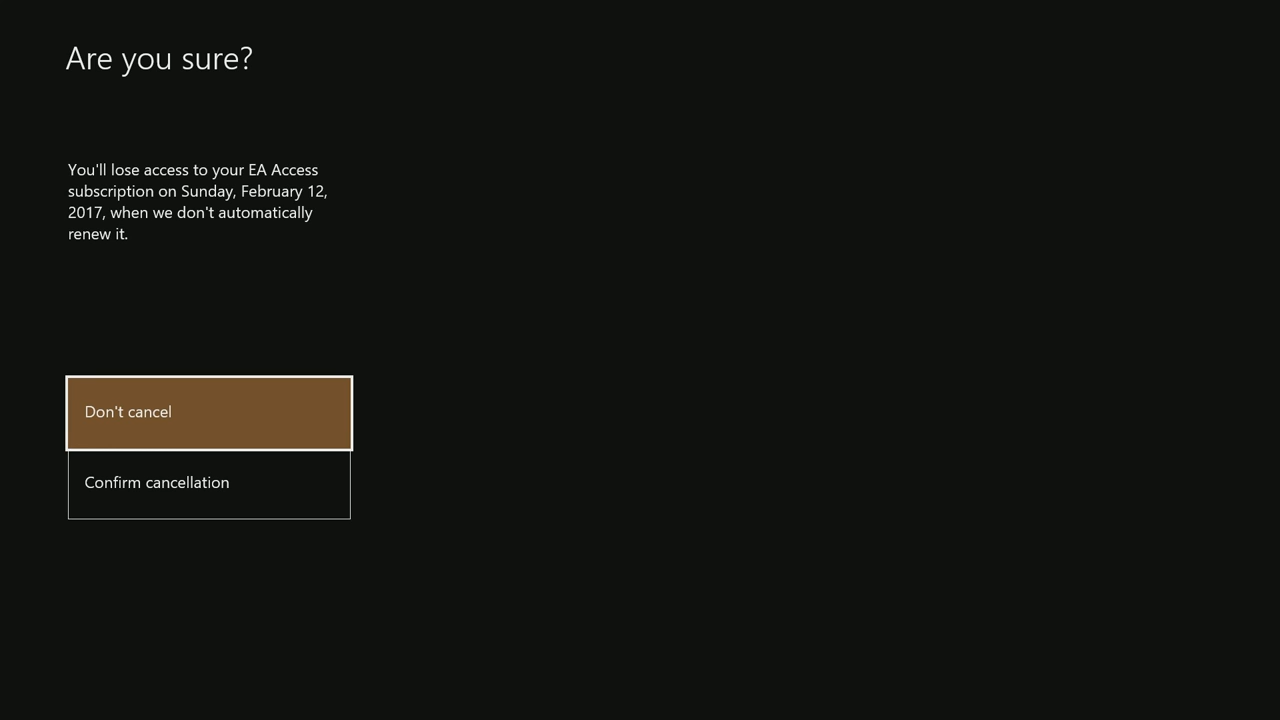 Are you sure?
You'll lose access to your EA Access
subscription on Sunday, February 12,
2017, when we don't automatically
renew it.
Don't cancel
Confirm cancellation